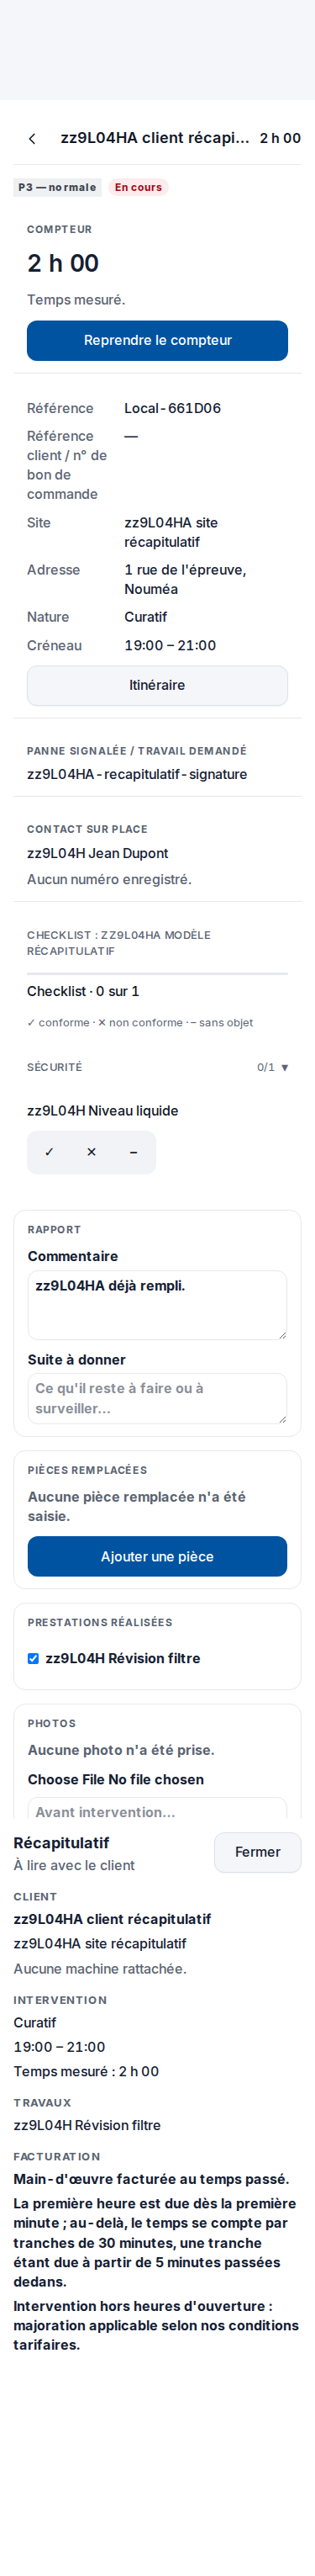 zz9L04HA client récapi... 2 h 00
P3 — normale En cours
COMPTEUR
2 h 00
Temps mesuré.
Reprendre le compteur
Référence Local-661D06
Référence client / n° de bon de commande —
Site zz9L04HA site récapitulatif
Adresse 1 rue de l'épreuve, Nouméa
Nature Curatif
Créneau 19:00 – 21:00
Itinéraire
PANNE SIGNALÉE / TRAVAIL DEMANDÉ
zz9L04HA-recapitulatif-signature
CONTACT SUR PLACE
zz9L04H Jean Dupont
Aucun numéro enregistré.
CHECKLIST : ZZ9L04HA MODÈLE
RÉCAPITULATIF
Checklist · 0 sur 1
✓ conforme · ✕ non conforme · – sans objet
SÉCURITÉ 0/1 ▼
zz9L04H Niveau liquide
✓ ✕ –
RAPPORT
Commentaire
zz9L04HA déjà rempli.
Suite à donner
Ce qu'il reste à faire ou à
surveiller...
PIÈCES REMPLACÉES
Aucune pièce remplacée n'a été
saisie.
Ajouter une pièce
PRESTATIONS RÉALISÉES
zz9L04H Révision filtre
PHOTOS
Aucune photo n'a été prise.
Choose File No file chosen
Avant intervention...
Récapitulatif
À lire avec le client
Fermer
CLIENT
zz9L04HA client récapitulatif
zz9L04HA site récapitulatif
Aucune machine rattachée.
INTERVENTION
Curatif
19:00 – 21:00
Temps mesuré : 2 h 00
TRAVAUX
zz9L04H Révision filtre
FACTURATION
Main-d'œuvre facturée au temps passé.
La première heure est due dès la première
minute ; au-delà, le temps se compte par
tranches de 30 minutes, une tranche
étant due à partir de 5 minutes passées
dedans.
Intervention hors heures d'ouverture :
majoration applicable selon nos conditions
tarifaires.